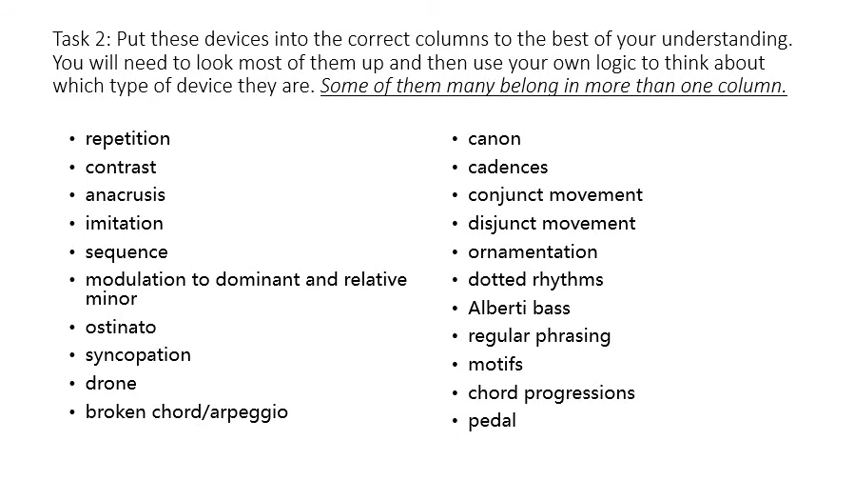 Task 2: Put these devices into the correct columns to the best of your understanding.
You will need to look most of them up and then use your own logic to think about
which type of device they are. Some of them many belong in more than one column.
• repetition
• contrast
• anacrusis
• imitation
• sequence
• modulation to dominant and relative
minor
• ostinato
• syncopation
• drone
• broken chord/arpeggio
• canon
• cadences
• conjunct movement
• disjunct movement
• ornamentation
• dotted rhythms
• Alberti bass
• regular phrasing
• motifs
• chord progressions
• pedal